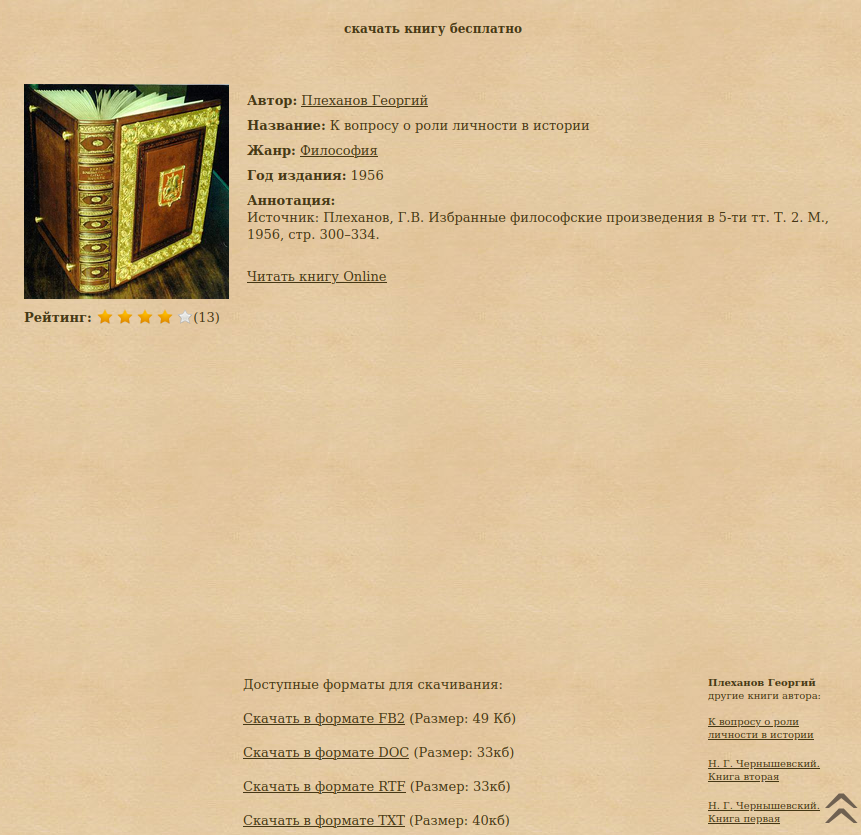 скачать книгу бесплатно
Автор: Плеханов Георгий
Название: К вопросу о роли личности в истории
Жанр: Философия
Год издания: 1956
Аннотация:
Источник: Плеханов, Г.В. Избранные философские произведения в 5-ти тт. Т. 2. М.,
1956, стр. 300–334.
Читать книгу Online
Рейтинг: (13)
Доступные форматы для скачивания:
Скачать в формате FB2 (Размер: 49 Кб)
Скачать в формате DOC (Размер: 33кб)
Скачать в формате RTF (Размер: 33кб)
Скачать в формате TXT (Размер: 40кб)
Плеханов Георгий
другие книги автора:
К вопросу о роли
личности в истории
Н. Г. Чернышевский.
Книга вторая
Н. Г. Чернышевский.
Книга первая